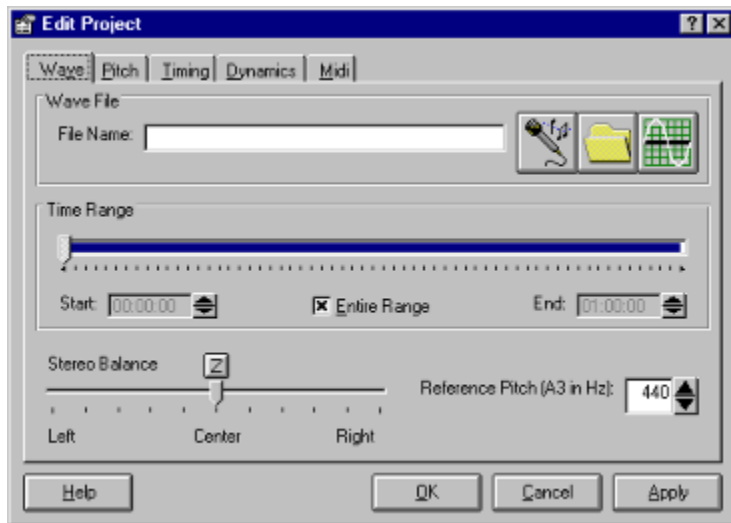 Edit Project
Wave Pitch Timing Dynamics Midi
Wave File
File Name:
Time Range
Start: 00:00:00 Entire Range End: 01:00:00
Stereo Balance Z
Reference Pitch (A3 in Hz): 440
Left Center Right
Help OK Cancel Apply